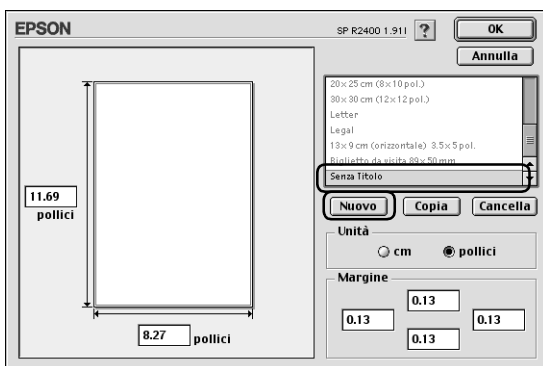 EPSON
SP R2400 1.91I ? OK
Annulla
20×25 cm (8×10 pol.)
30×30 cm (12×12 pol.)
Letter
Legal
13×9 cm (orizzontale) 3.5×5 pol.
Biglietto da visita 89×50 mm
Senza Titolo
Nuovo Copia Cancella
11.69
pollici
8.27 pollici
Unità
cm pollici
Margine
0.13
0.13 0.13
0.13